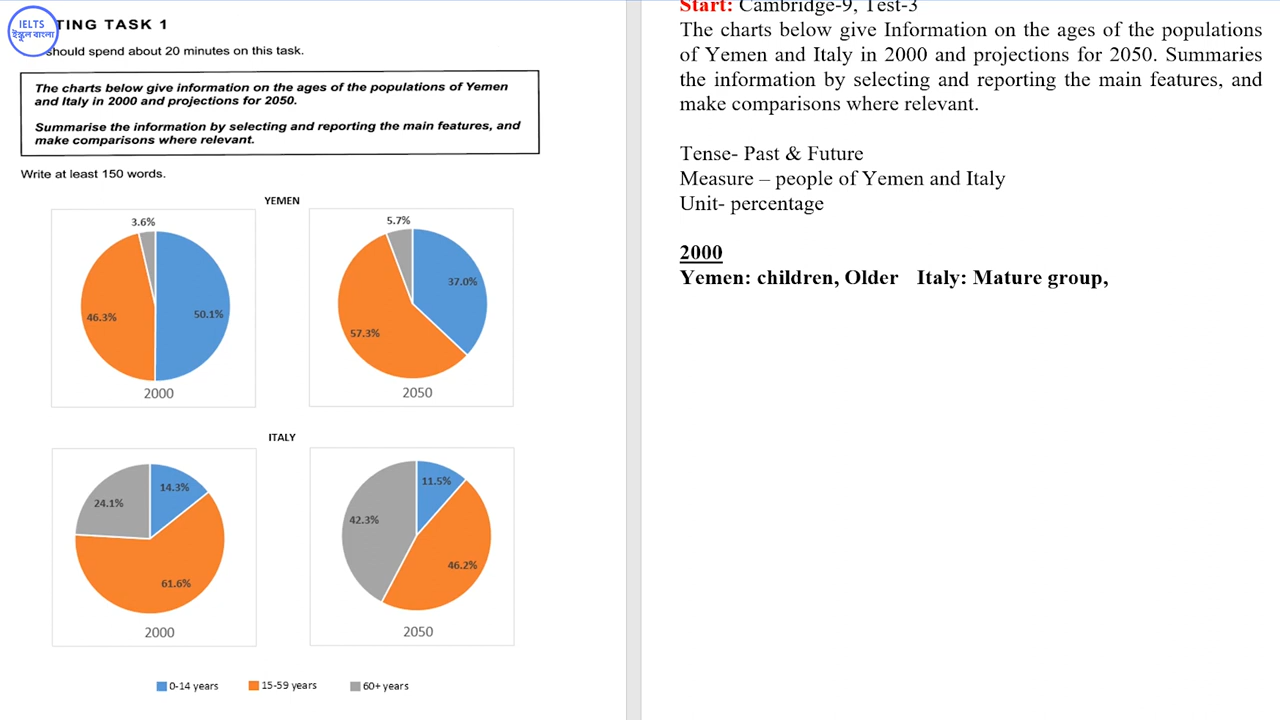 IELTS
ইস্কুল বাংলা
TING TASK 1
should spend about 20 minutes on this task.
The charts below give information on the ages of the populations of Yemen
and Italy in 2000 and projections for 2050.
Summarise the information by selecting and reporting the main features, and
make comparisons where relevant.
Write at least 150 words.
YEMEN
3.6%
46.3%
50.1%
2000
5.7%
37.0%
57.3%
2050
ITALY
24.1%
14.3%
61.6%
2000
11.5%
42.3%
46.2%
2050
0-14 years
15-59 years
60+ years
Start: Cambridge-9, Test-3
The charts below give Information on the ages of the populations
of Yemen and Italy in 2000 and projections for 2050. Summaries
the information by selecting and reporting the main features, and
make comparisons where relevant.
Tense- Past & Future
Measure – people of Yemen and Italy
Unit- percentage
2000
Yemen: children, Older Italy: Mature group,